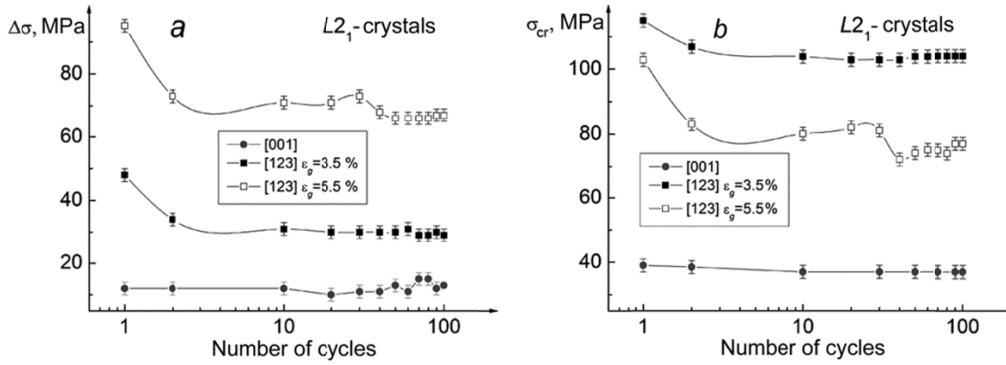 Δσ, MPa
a
L2₁- crystals
80
60
40
20
[001]
[123] ε_g=3.5 %
[123] ε_g=5.5 %
1
10
100
Number of cycles
σ_cr, MPa
b
L2₁- crystals
100
80
60
40
[001]
[123] ε_g=3.5%
[123] ε_g=5.5%
1
10
100
Number of cycles